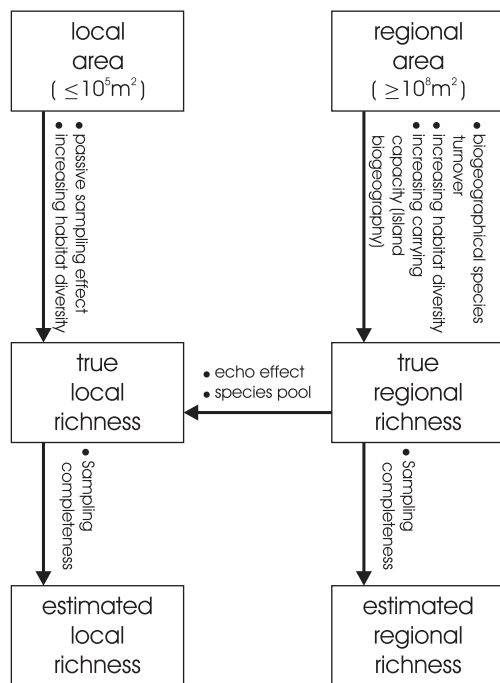 local
area
( ≤10⁵m²)
regional
area
( ≥10⁸m²)
• passive sampling effect
• increasing habitat diversity
• biogeographical species
turnover
• increasing habitat diversity
• increasing carrying
capacity (Island
biogeography)
true
local
richness
• echo effect
• species pool
true
regional
richness
• Sampling
completeness
• Sampling
completeness
estimated
local
richness
estimated
regional
richness